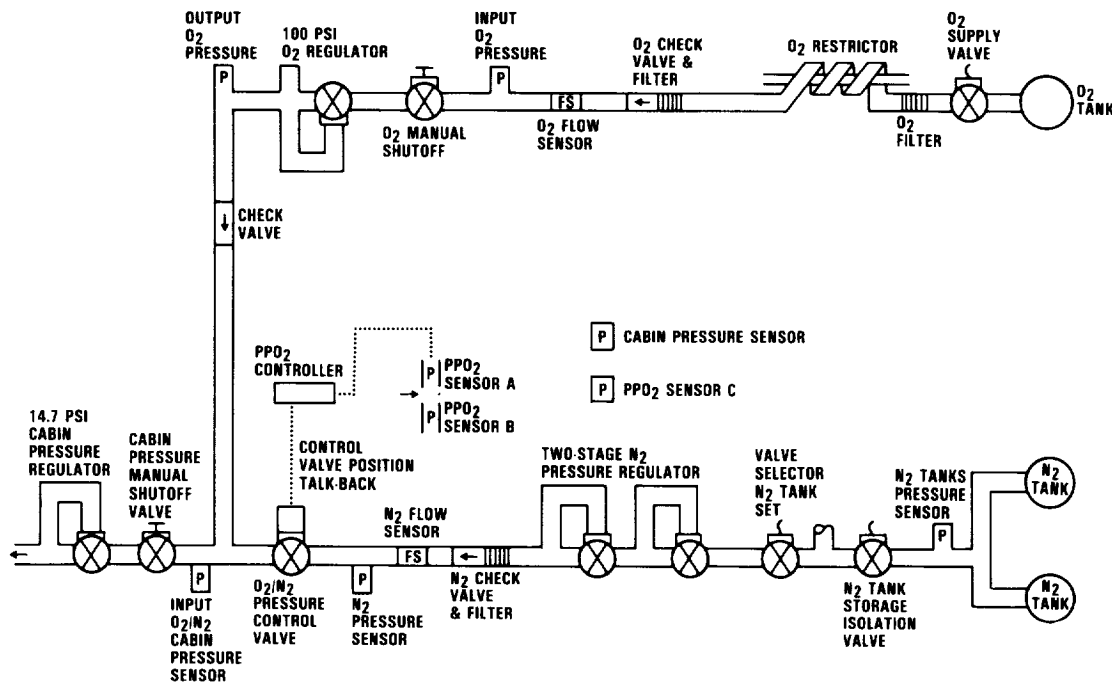 OUTPUT
O2
PRESSURE
P
100 PSI
O2 REGULATOR
O2 MANUAL
SHUTOFF
INPUT
O2
PRESSURE
P
FS
O2 FLOW
SENSOR
O2 CHECK
VALVE &
FILTER
O2 RESTRICTOR
O2
FILTER
O2
SUPPLY
VALVE
O2
TANK
CHECK
VALVE
PPO2
CONTROLLER
P
PPO2
SENSOR A
P
PPO2
SENSOR B
P
CABIN PRESSURE SENSOR
P
PPO2 SENSOR C
14.7 PSI
CABIN
PRESSURE
REGULATOR
CABIN
PRESSURE
MANUAL
SHUTOFF
VALVE
CONTROL
VALVE POSITION
TALK-BACK
P
INPUT
O2/N2
CABIN
PRESSURE
SENSOR
O2/N2
PRESSURE
CONTROL
VALVE
P
N2
PRESSURE
SENSOR
N2 FLOW
SENSOR
FS
N2 CHECK
VALVE
& FILTER
TWO-STAGE N2
PRESSURE REGULATOR
VALVE
SELECTOR
N2 TANK
SET
N2 TANK
STORAGE
ISOLATION
VALVE
N2 TANKS
PRESSURE
SENSOR
P
N2
TANK
N2
TANK